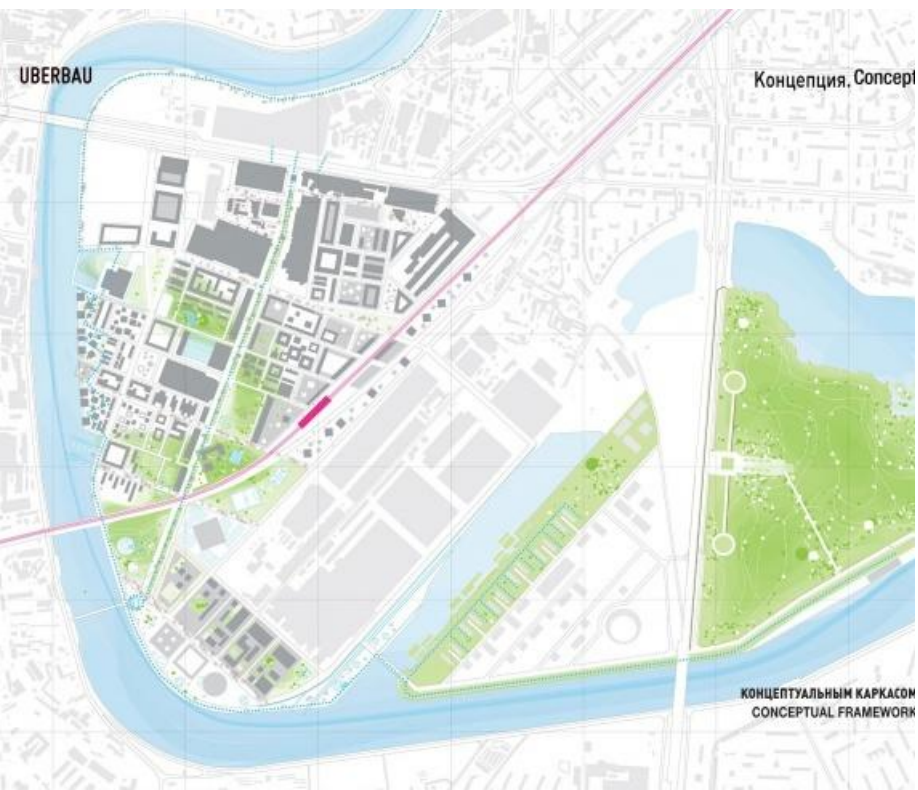 UBERBAU
Концепция. Concept
КОНЦЕПТУАЛЬНЫМ КАРКАСОМ
CONCEPTUAL FRAMEWORK